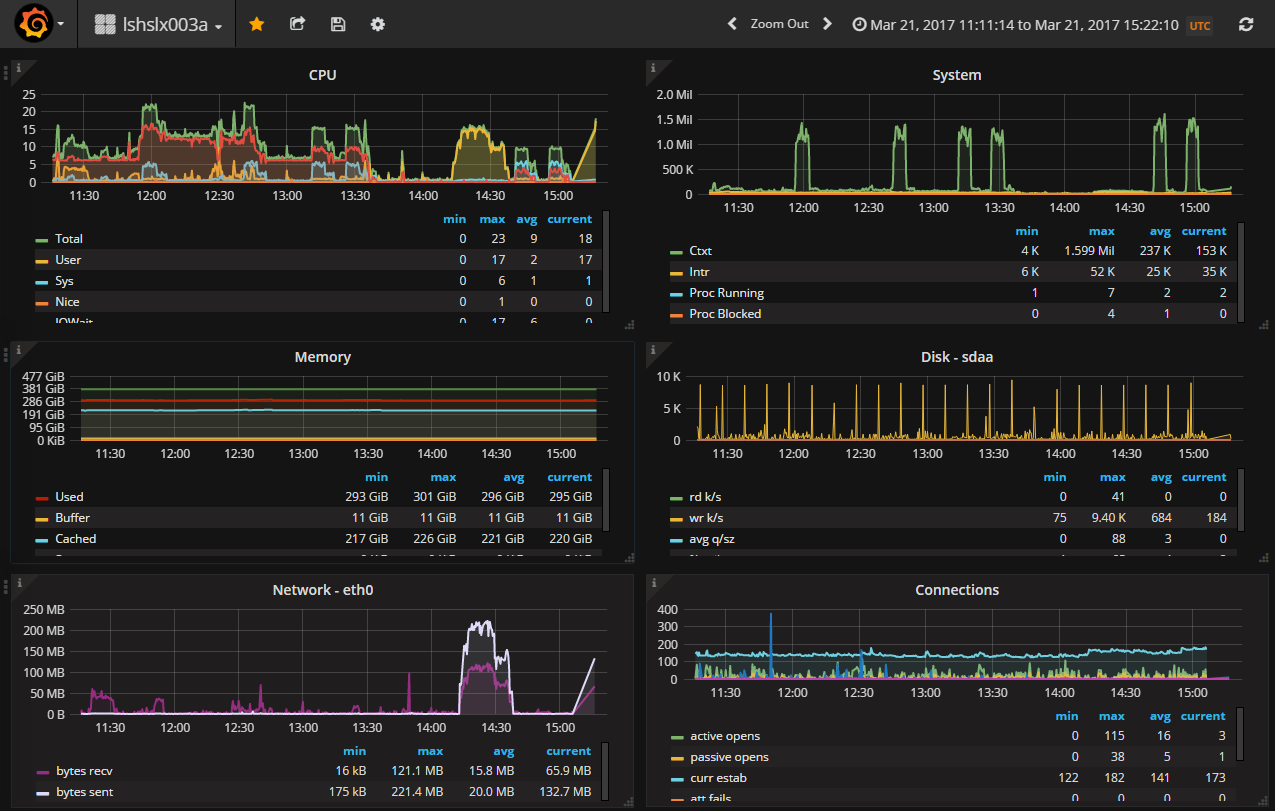 lshslx003a
Zoom Out
Mar 21, 2017 11:11:14 to Mar 21, 2017 15:22:10 UTC
CPU
25
20
15
10
5
0
11:30 12:00 12:30 13:00 13:30 14:00 14:30 15:00
min max avg current
Total 0 23 9 18
User 0 17 2 17
Sys 0 6 1 1
Nice 0 1 0 0
IOWait 0 17 6 0
System
2.0 Mil
1.5 Mil
1.0 Mil
500 K
0
11:30 12:00 12:30 13:00 13:30 14:00 14:30 15:00
min max avg current
Ctxt 4 K 1.599 Mil 237 K 153 K
Intr 6 K 52 K 25 K 35 K
Proc Running 1 7 2 2
Proc Blocked 0 4 1 0
Memory
477 GiB
381 GiB
286 GiB
191 GiB
95 GiB
0 KiB
11:30 12:00 12:30 13:00 13:30 14:00 14:30 15:00
min max avg current
Used 293 GiB 301 GiB 296 GiB 295 GiB
Buffer 11 GiB 11 GiB 11 GiB 11 GiB
Cached 217 GiB 226 GiB 221 GiB 220 GiB
Disk - sdaa
10 K
5 K
0
11:30 12:00 12:30 13:00 13:30 14:00 14:30 15:00
min max avg current
rd k/s 0 41 0 0
wr k/s 75 9.40 K 684 184
avg q/sz 0 88 3 0
Network - eth0
250 MB
200 MB
150 MB
100 MB
50 MB
0 B
11:30 12:00 12:30 13:00 13:30 14:00 14:30 15:00
min max avg current
bytes recv 16 kB 121.1 MB 15.8 MB 65.9 MB
bytes sent 175 kB 221.4 MB 20.0 MB 132.7 MB
Connections
400
300
200
100
0
11:30 12:00 12:30 13:00 13:30 14:00 14:30 15:00
min max avg current
active opens 0 115 16 3
passive opens 0 38 5 1
curr estab 122 182 141 173
att fails 0 0 0 0